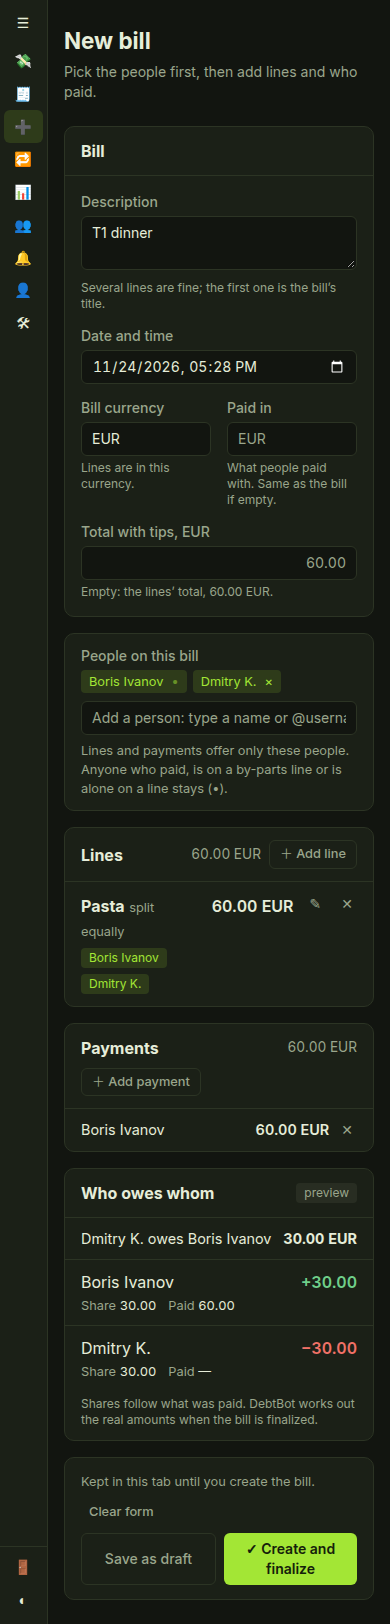 New bill
Pick the people first, then add lines and who
paid.
Bill
Description
T1 dinner
Several lines are fine; the first one is the bill's
title.
Date and time
11/24/2026, 05:28 PM
Bill currency
Paid in
EUR
EUR
Lines are in this
currency.
What people paid
with. Same as the bill
if empty.
Total with tips, EUR
60.00
Empty: the lines' total, 60.00 EUR.
People on this bill
Boris Ivanov •
Dmitry K. ×
Add a person: type a name or @userna
Lines and payments offer only these people.
Anyone who paid, is on a by-parts line or is
alone on a line stays (•).
Lines
60.00 EUR
+ Add line
Pasta split
equally
60.00 EUR
Boris Ivanov
Dmitry K.
Payments
60.00 EUR
+ Add payment
Boris Ivanov
60.00 EUR
Who owes whom
preview
Dmitry K. owes Boris Ivanov
30.00 EUR
Boris Ivanov
+30.00
Share 30.00 Paid 60.00
Dmitry K.
−30.00
Share 30.00 Paid —
Shares follow what was paid. DebtBot works out
the real amounts when the bill is finalized.
Kept in this tab until you create the bill.
Clear form
Save as draft
✓ Create and
finalize